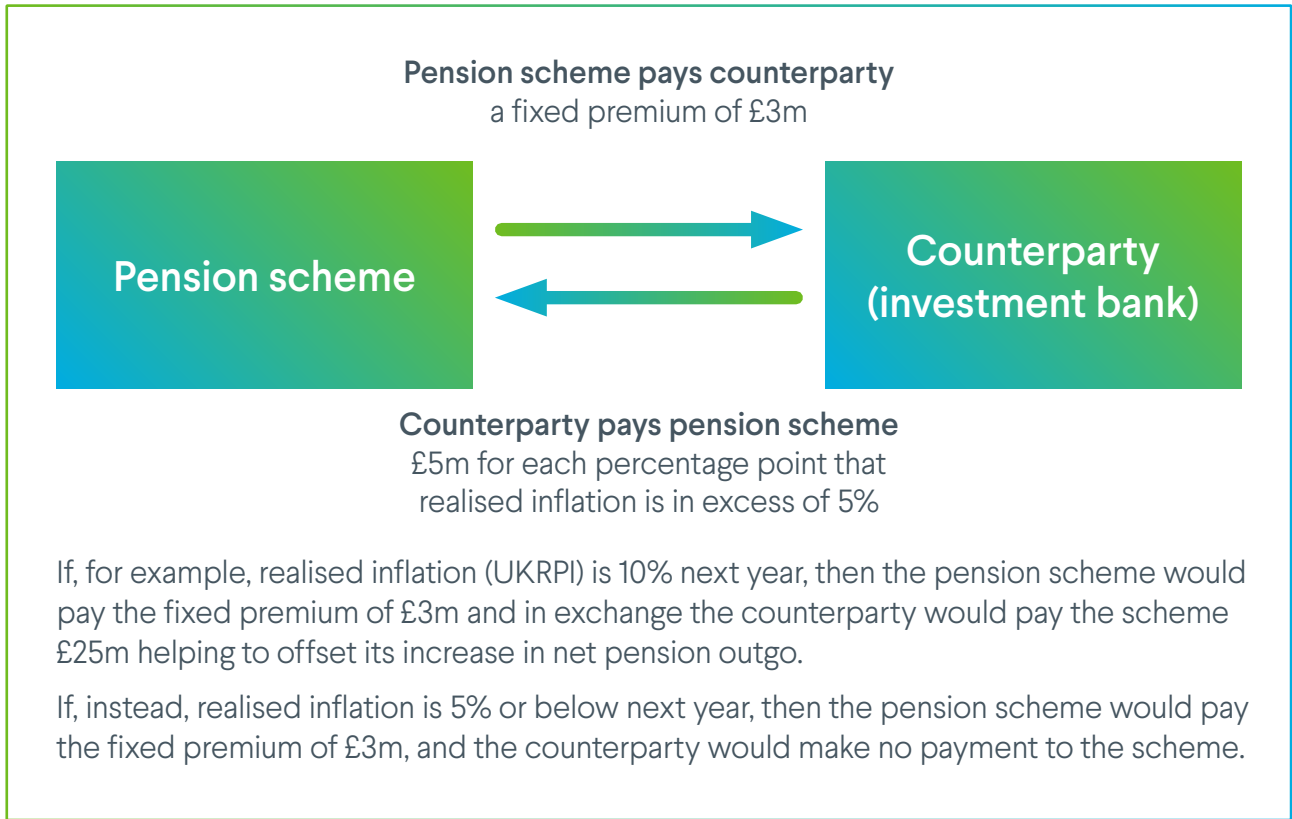 Pension scheme pays counterparty
a fixed premium of £3m
Pension scheme
Counterparty
(investment bank)
Counterparty pays pension scheme
£5m for each percentage point that
realised inflation is in excess of 5%
If, for example, realised inflation (UKRPI) is 10% next year, then the pension scheme would
pay the fixed premium of £3m and in exchange the counterparty would pay the scheme
£25m helping to offset its increase in net pension outgo.
If, instead, realised inflation is 5% or below next year, then the pension scheme would pay
the fixed premium of £3m, and the counterparty would make no payment to the scheme.